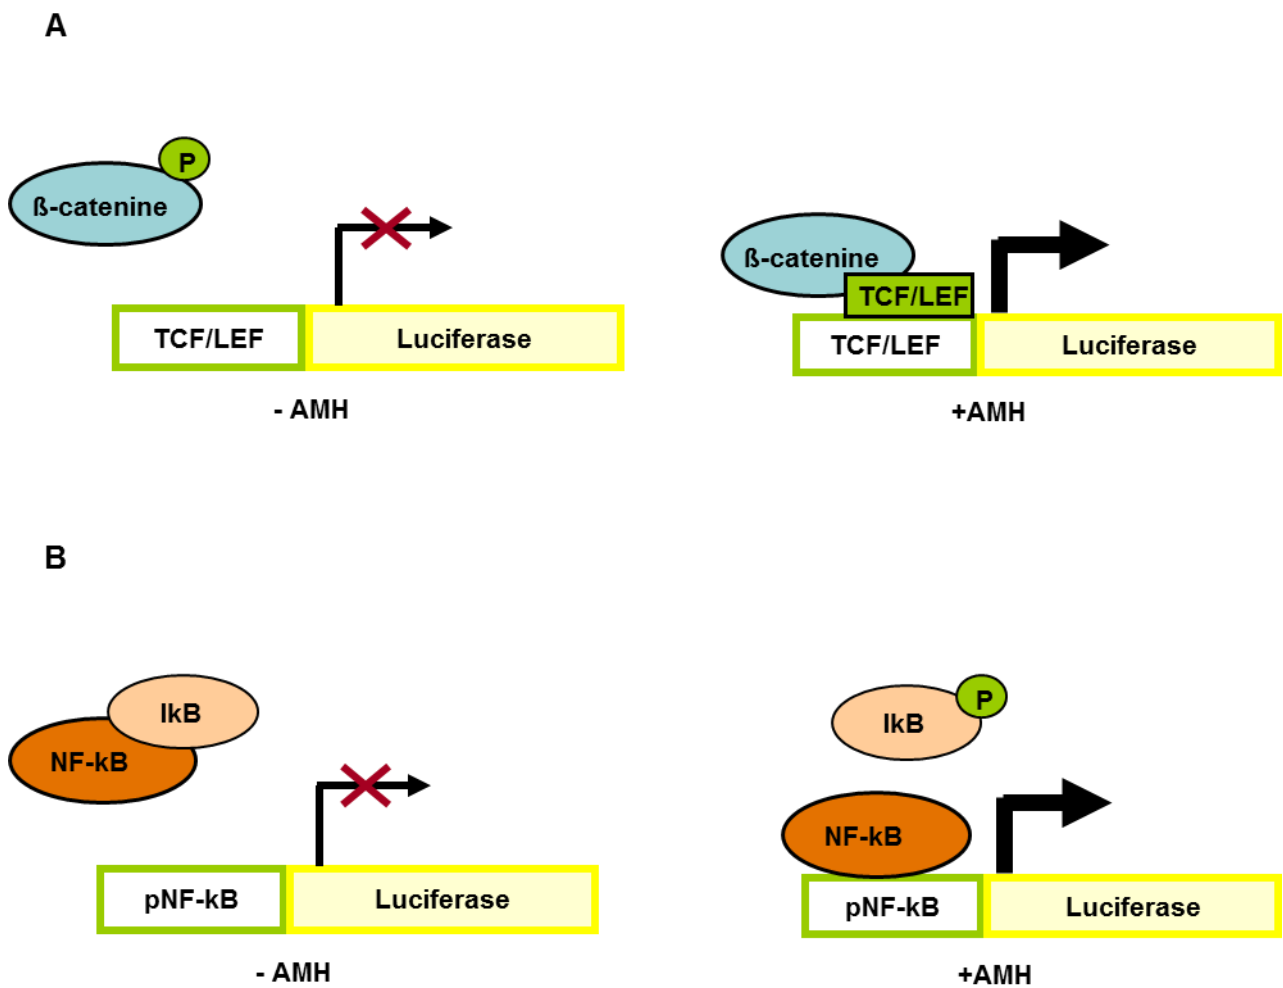 A
P
ß-catenine
TCF/LEF
Luciferase
- AMH
ß-catenine
TCF/LEF
TCF/LEF
Luciferase
+AMH
B
IkB
NF-kB
pNF-kB
Luciferase
- AMH
P
IkB
NF-kB
pNF-kB
Luciferase
+AMH